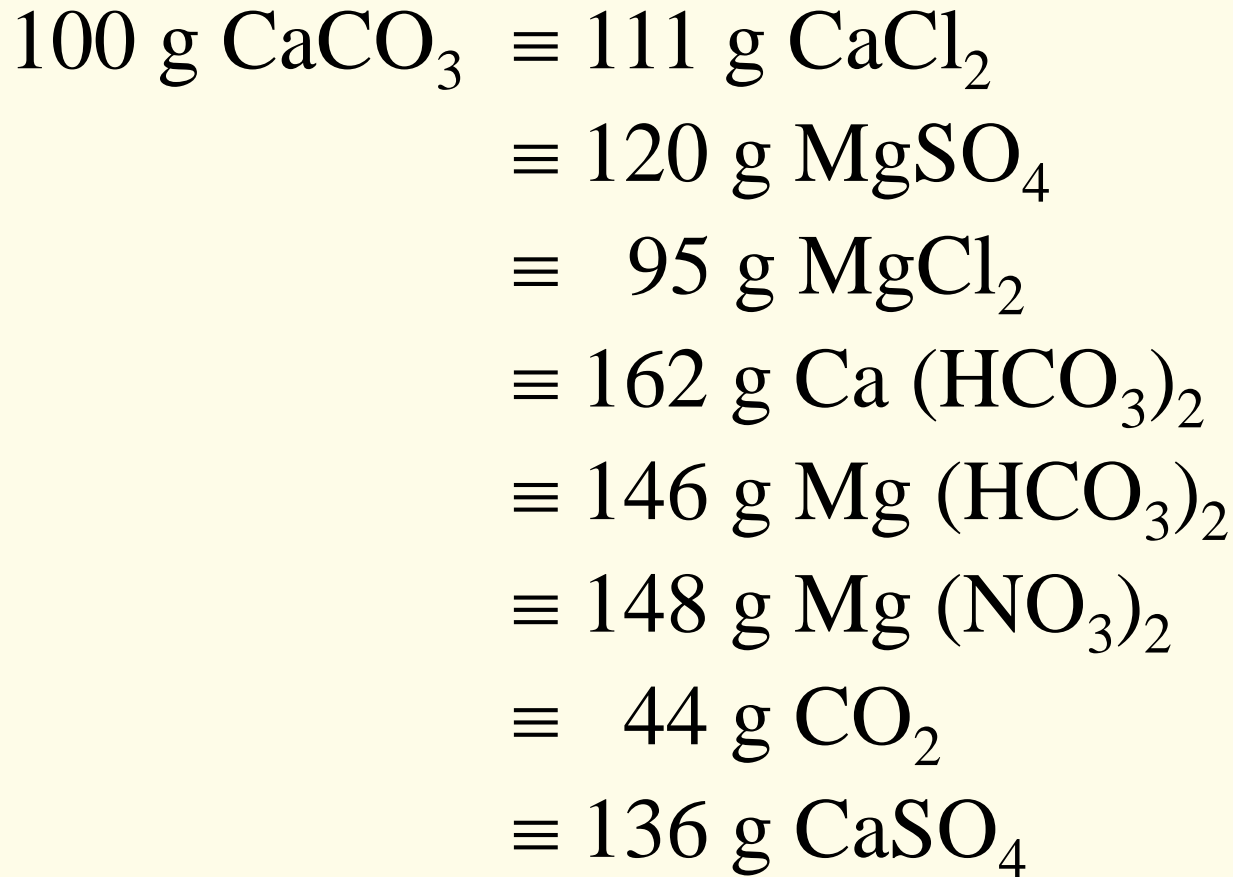 100 g CaCO₃ ≡ 111 g CaCl₂
≡ 120 g MgSO₄
≡ 95 g MgCl₂
≡ 162 g Ca (HCO₃)₂
≡ 146 g Mg (HCO₃)₂
≡ 148 g Mg (NO₃)₂
≡ 44 g CO₂
≡ 136 g CaSO₄